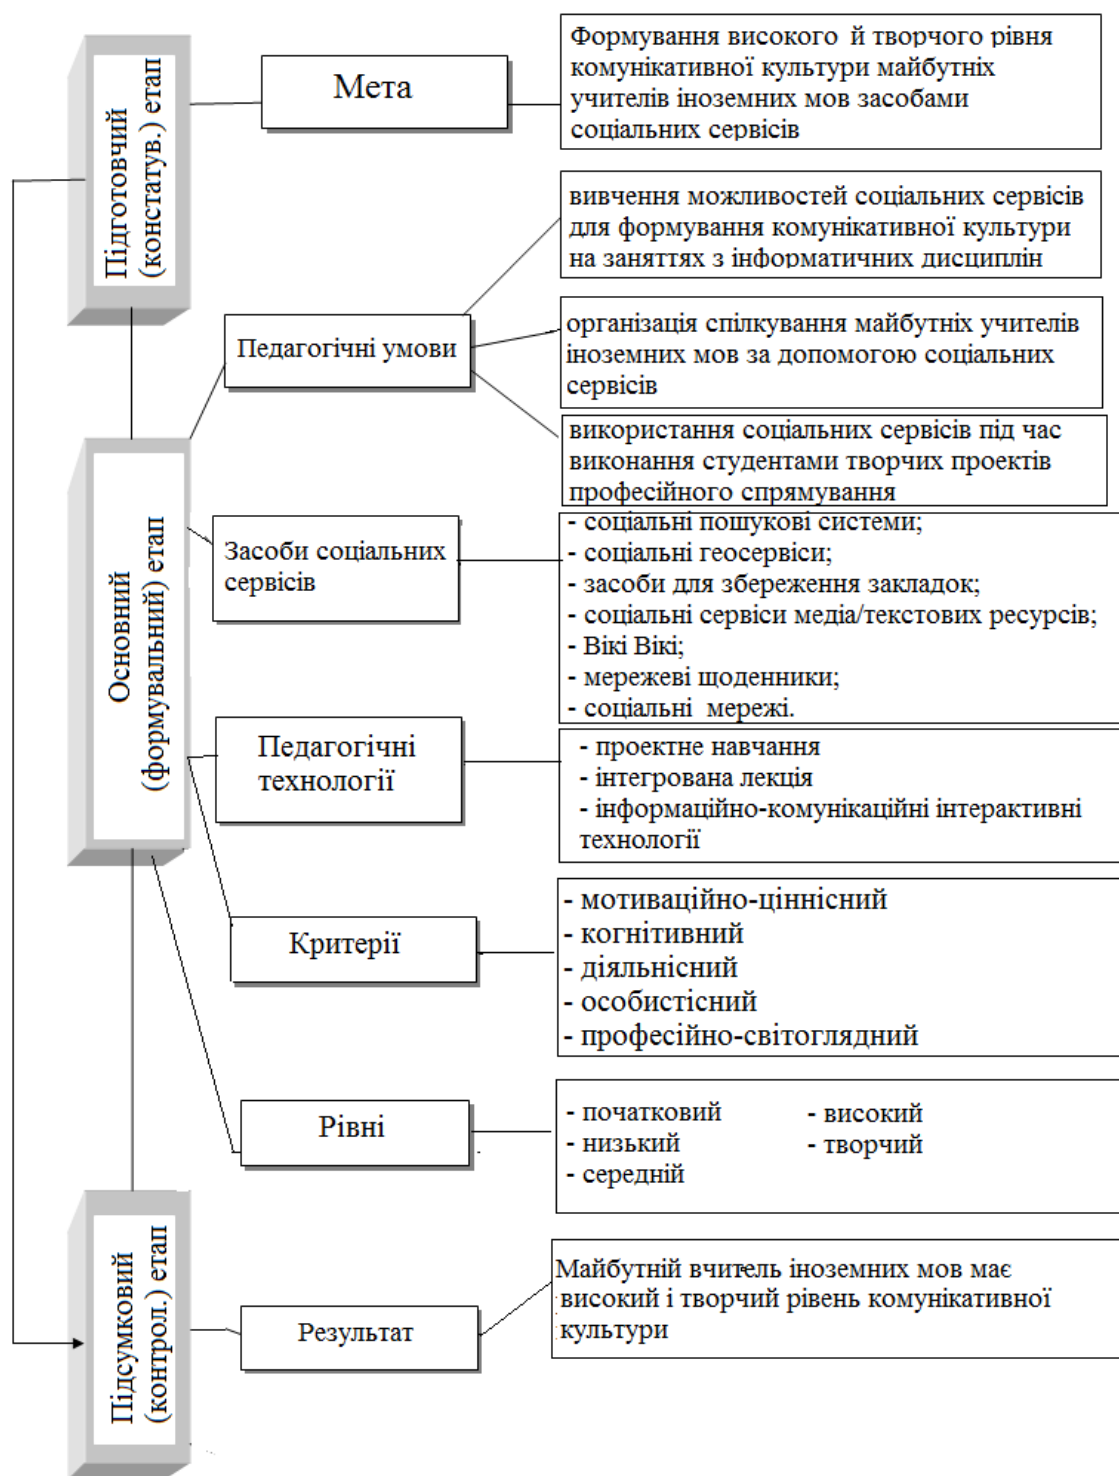 Підготовчий
(констатув.) етап
Мета
Формування високого й творчого рівня
комунікативної культури майбутніх
учителів іноземних мов засобами
соціальних сервісів
Основний
(формувальний) етап
Педагогічні умови
вивчення можливостей соціальних сервісів
для формування комунікативної культури
на заняттях з інформатичних дисциплін
організація спілкування майбутніх учителів
іноземних мов за допомогою соціальних
сервісів
використання соціальних сервісів під час
виконання студентами творчих проектів
професійного спрямування
Засоби соціальних
сервісів
- соціальні пошукові системи;
- соціальні геосервіси;
- засоби для збереження закладок;
- соціальні сервіси медіа/текстових ресурсів;
- Вікі Вікі;
- мережеві щоденники;
- соціальні мережі.
Педагогічні
технології
- проектне навчання
- інтегрована лекція
- інформаційно-комунікаційні інтерактивні
технології
Критерії
- мотиваційно-ціннісний
- когнітивний
- діяльнісний
- особистісний
- професійно-світоглядний
Рівні
- початковий
- низький
- середній
- високий
- творчий
Підсумковий
(контрол.) етап
Результат
Майбутній вчитель іноземних мов має
високий і творчий рівень комунікативної
культури